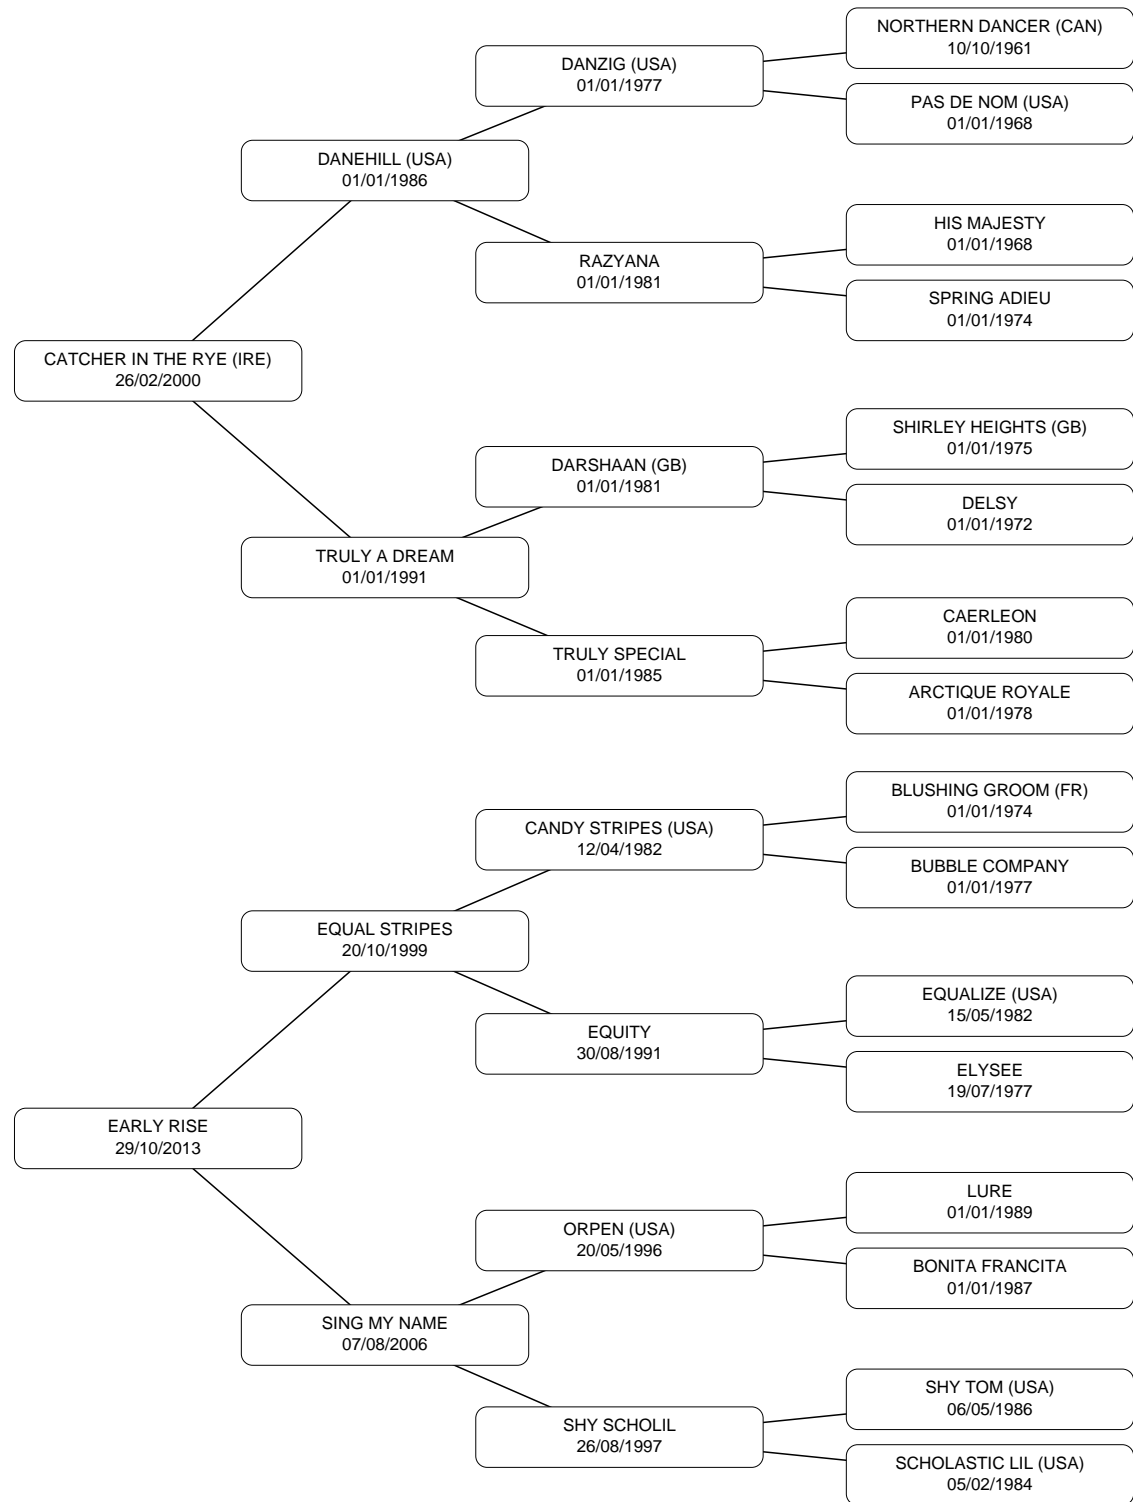 NORTHERN DANCER (CAN)
10/10/1961
DANZIG (USA)
01/01/1977
PAS DE NOM (USA)
01/01/1968
DANEHILL (USA)
01/01/1986
HIS MAJESTY
01/01/1968
RAZYANA
01/01/1981
SPRING ADIEU
01/01/1974
CATCHER IN THE RYE (IRE)
26/02/2000
SHIRLEY HEIGHTS (GB)
01/01/1975
DARSHAAN (GB)
01/01/1981
DELSY
01/01/1972
TRULY A DREAM
01/01/1991
CAERLEON
01/01/1980
TRULY SPECIAL
01/01/1985
ARCTIQUE ROYALE
01/01/1978
BLUSHING GROOM (FR)
01/01/1974
CANDY STRIPES (USA)
12/04/1982
BUBBLE COMPANY
01/01/1977
EQUAL STRIPES
20/10/1999
EQUALIZE (USA)
15/05/1982
EQUITY
30/08/1991
ELYSEE
19/07/1977
EARLY RISE
29/10/2013
LURE
01/01/1989
ORPEN (USA)
20/05/1996
BONITA FRANCITA
01/01/1987
SING MY NAME
07/08/2006
SHY TOM (USA)
06/05/1986
SHY SCHOLIL
26/08/1997
SCHOLASTIC LIL (USA)
05/02/1984